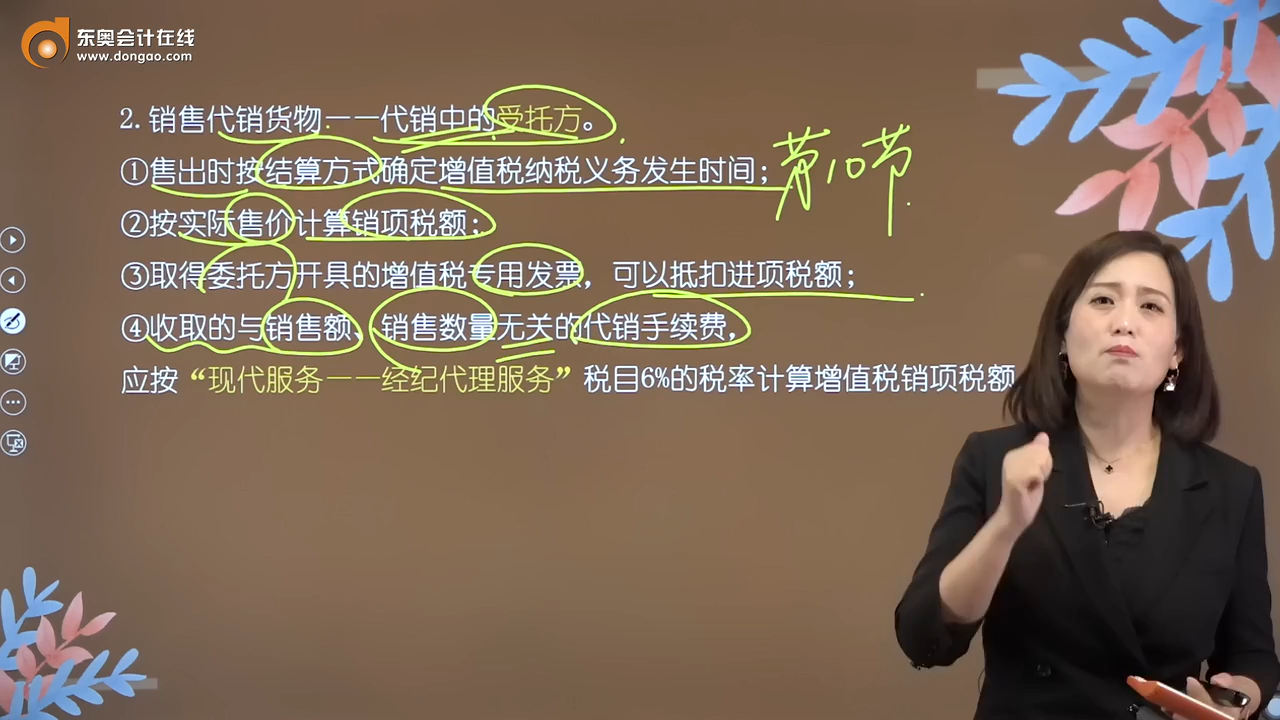 东奥会计在线
www.dongao.com
2.销售代销货物——代销中的受托方。
①售出时按结算方式确定增值税纳税义务发生时间；
第10节
②按实际售价计算销项税额；
③取得委托方开具的增值税专用发票，可以抵扣进项税额；
④收取的与销售额、销售数量无关的代销手续费，
应按“现代服务——经纪代理服务”税目6%的税率计算增值税销项税额